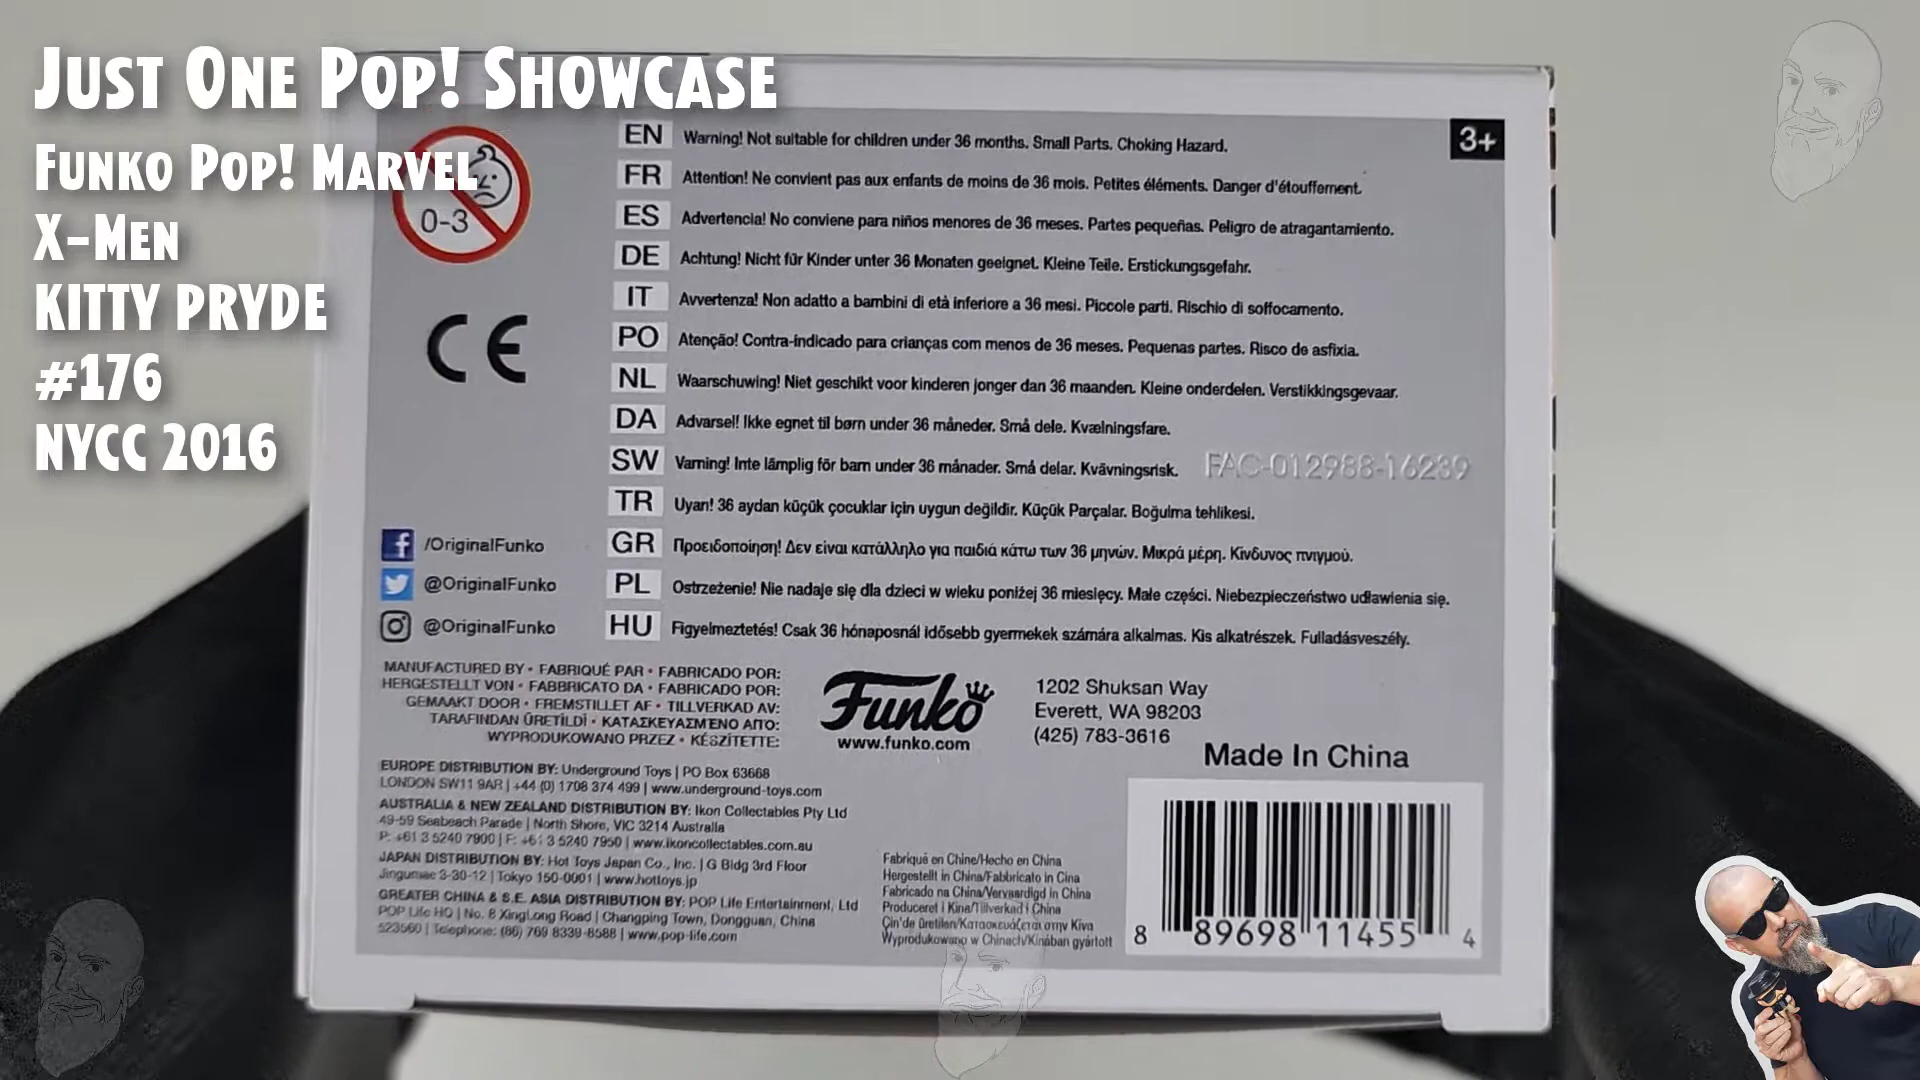 Just One Pop! Showcase
Funko Pop! Marvel
X-Men
KITTY PRYDE
#176
NYCC 2016
0-3
3+
EN Warning! Not suitable for children under 36 months. Small Parts. Choking Hazard.
FR Attention! Ne convient pas aux enfants de moins de 36 mois. Petites éléments. Danger d'étouffement.
ES Advertencia! No conviene para niños menores de 36 meses. Partes pequeñas. Peligro de atragantamiento.
DE Achtung! Nicht für Kinder unter 36 Monaten geeignet. Kleine Teile. Erstickungsgefahr.
IT Avvertenza! Non adatto a bambini di età inferiore a 36 mesi. Piccole parti. Rischio di soffocamento.
PO Atenção! Contra-indicado para crianças com menos de 36 meses. Pequenas partes. Risco de asfixia.
NL Waarschuwing! Niet geschikt voor kinderen jonger dan 36 maanden. Kleine onderdelen. Verstikkingsgevaar.
DA Advarsel! Ikke egnet til børn under 36 måneder. Små dele. Kvælningsfare.
SW Varning! Inte lämplig för barn under 36 månader. Små delar. Kvävningsrisk.
FAC-012988-16239
TR Uyarı! 36 aydan küçük çocuklar için uygun değildir. Küçük Parçalar. Boğulma tehlikesi.
GR Προειδοποίηση! Δεν είναι κατάλληλο για παιδιά κάτω των 36 μηνών. Μικρά μέρη. Κίνδυνος πνιγμού.
PL Ostrzeżenie! Nie nadaje się dla dzieci w wieku poniżej 36 miesięcy. Małe części. Niebezpieczeństwo udławienia się.
HU Figyelmeztetés! Csak 36 hónaposnál idősebb gyermekek számára alkalmas. Kis alkatrészek. Fulladásveszély.
CE
/OriginalFunko
@OriginalFunko
@OriginalFunko
MANUFACTURED BY • FABRIQUÉ PAR • FABRICADO POR:
HERGESTELLT VON • FABBRICATO DA • FABRICADO POR:
GEMAAKT DOOR • FREMSTILLET AF • TILLVERKAD AV:
TARAFINDAN ÜRETİLDİ • ΚΑΤΑΣΚΕΥΑΣΜΈΝΟ ΑΠΌ:
WYPRODUKOWANO PRZEZ • KÉSZÍTETTE:
Funko
www.funko.com
1202 Shuksan Way
Everett, WA 98203
(425) 783-3616
Made In China
EUROPE DISTRIBUTION BY: Underground Toys | PO Box 63668
LONDON SW11 9AR | +44 (0) 1708 374 499 | www.underground-toys.com
AUSTRALIA & NEW ZEALAND DISTRIBUTION BY: Ikon Collectables Pty Ltd
49-59 Seabeach Parade | North Shore, VIC 3214 Australia
P: +61 3 5240 7900 | F: +61 3 5240 7950 | www.ikoncollectables.com.au
JAPAN DISTRIBUTION BY: Hot Toys Japan Co., Inc. | G Bldg 3rd Floor
Jingumae 3-30-12 | Tokyo 150-0001 | www.hottoys.jp
GREATER CHINA & S.E. ASIA DISTRIBUTION BY: POP Life Entertainment, Ltd
POP Life HQ | No. 8 XingLong Road | Changping Town, Dongguan, China
523560 | Telephone: (86) 769 8339-8588 | www.pop-life.com
Fabriqué en Chine/Hecho en China
Hergestellt in China/Fabbricato in Cina
Fabricado na China/Vervaardigd in China
Produceret i Kina/Tillverkad i China
Çin'de üretilen/Κατασκευάζεται στην Κίνα
Wyprodukowano w Chinach/Kínában gyártott
8 89698 11455 4